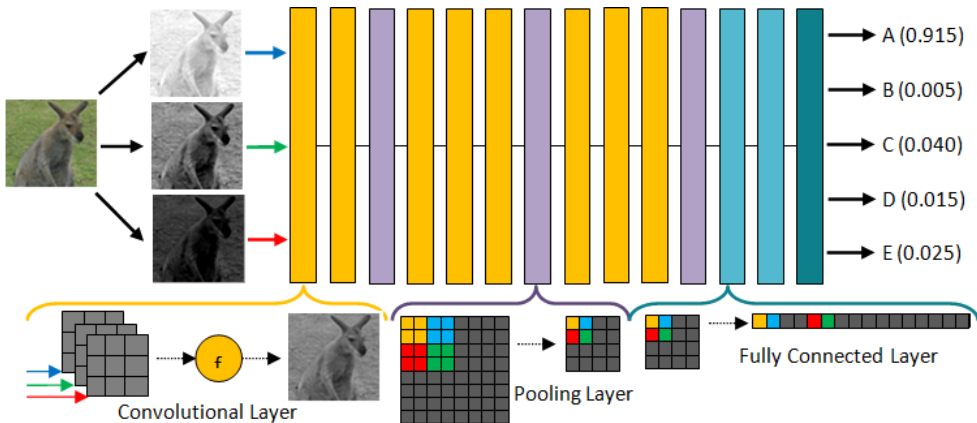 A (0.915)
B (0.005)
C (0.040)
D (0.015)
E (0.025)
f
Convolutional Layer
Pooling Layer
Fully Connected Layer